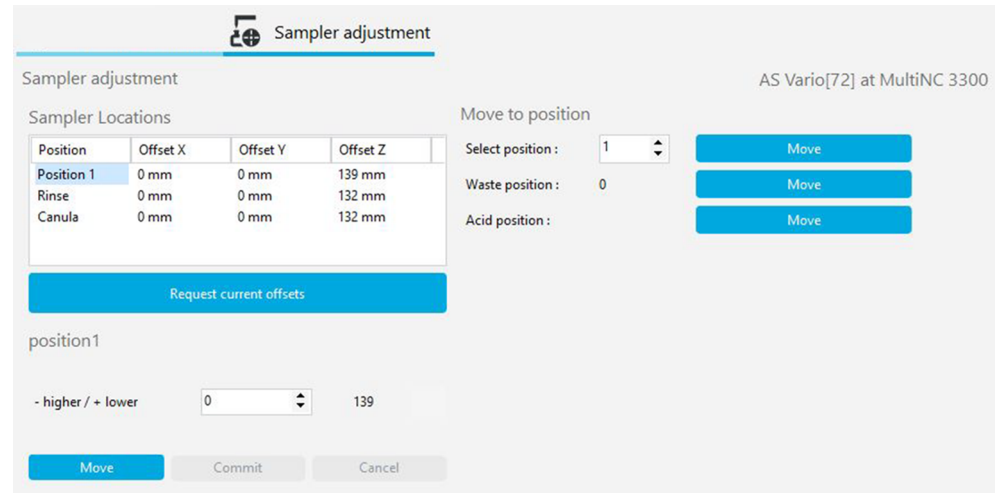 Sampler adjustment
Sampler adjustment
AS Vario[72] at MultiNC 3300
Sampler Locations
Position Offset X Offset Y Offset Z
Position 1 0 mm 0 mm 139 mm
Rinse 0 mm 0 mm 132 mm
Canula 0 mm 0 mm 132 mm
Request current offsets
position1
- higher / + lower 0 139
Move Commit Cancel
Move to position
Select position : 1 Move
Waste position : 0 Move
Acid position : Move